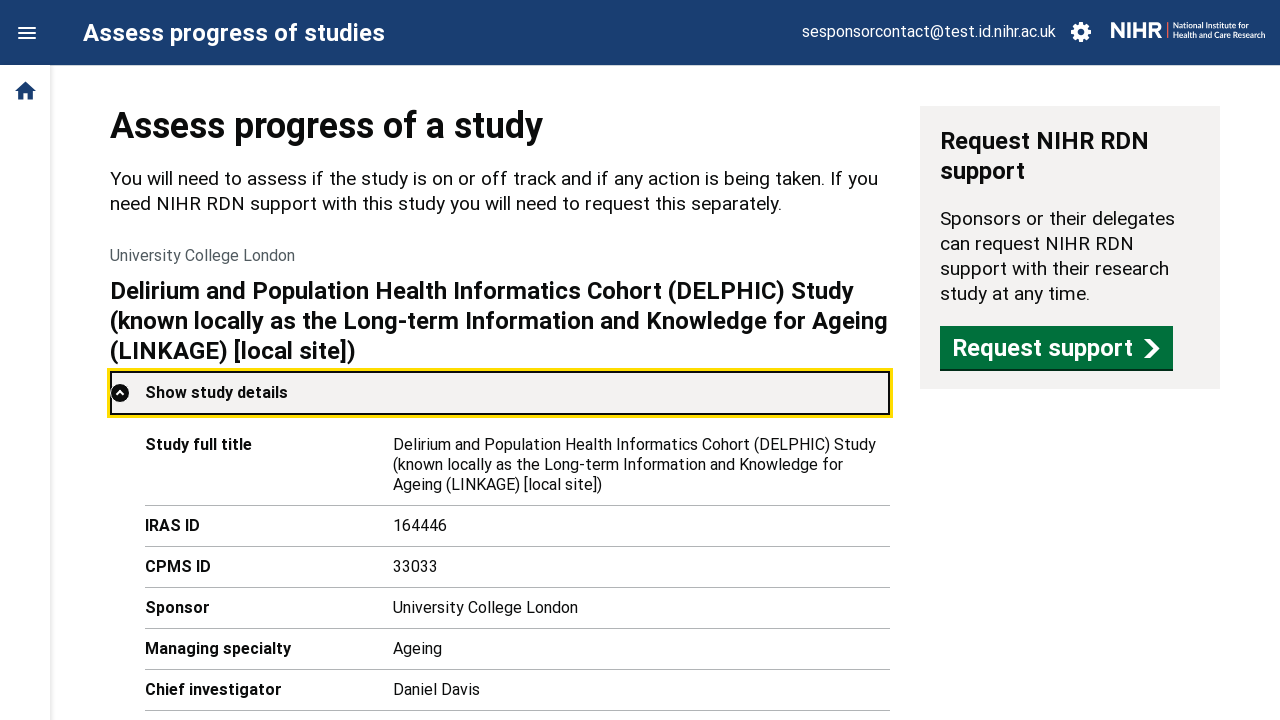 Assess progress of studies
sesponsorcontact@test.id.nihr.ac.uk
NIHR
National Institute for
Health and Care Research
Assess progress of a study
You will need to assess if the study is on or off track and if any action is being taken. If you
need NIHR RDN support with this study you will need to request this separately.
University College London
Delirium and Population Health Informatics Cohort (DELPHIC) Study
(known locally as the Long-term Information and Knowledge for Ageing
(LINKAGE) [local site])
Show study details
Study full title
Delirium and Population Health Informatics Cohort (DELPHIC) Study
(known locally as the Long-term Information and Knowledge for
Ageing (LINKAGE) [local site])
IRAS ID
164446
CPMS ID
33033
Sponsor
University College London
Managing specialty
Ageing
Chief investigator
Daniel Davis
Request NIHR RDN
support
Sponsors or their delegates
can request NIHR RDN
support with their research
study at any time.
Request support